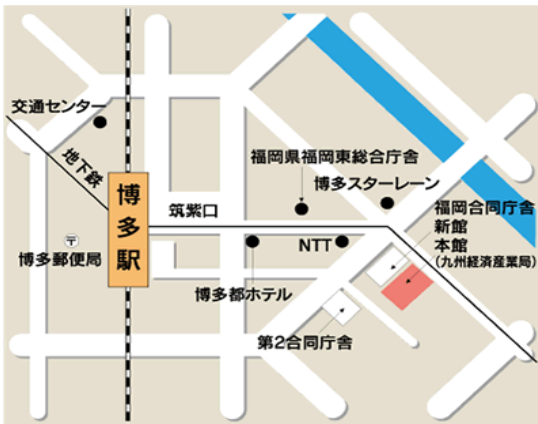 交通センター
地下鉄
博多駅
筑紫口
福岡県福岡東総合庁舎
博多スターレーン
福岡合同庁舎
新館
本館
(九州経済産業局)
〒
博多郵便局
NTT
博多都ホテル
第2合同庁舎